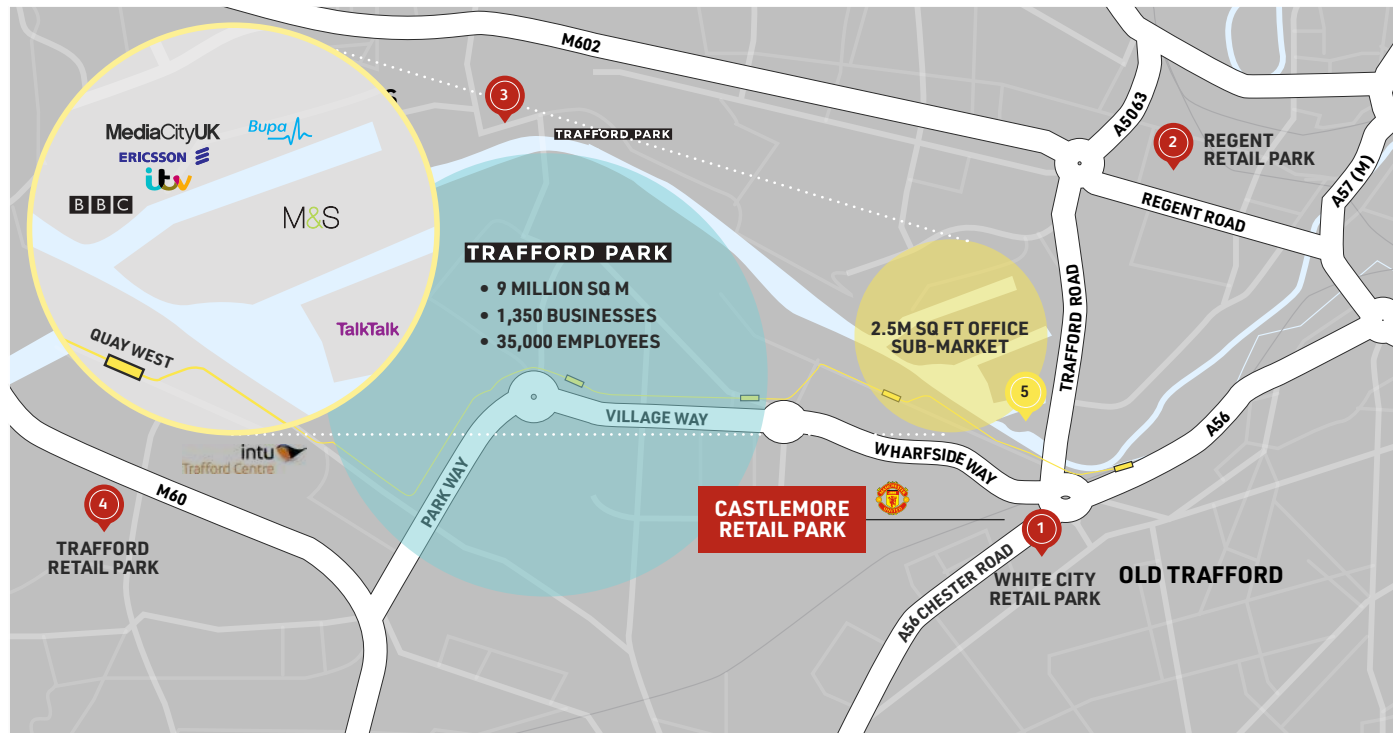 M602
3
TRAFFORD PARK
S
MediaCityUK
Bupa
ERICSSON
itv
BBC
M&S
TalkTalk
QUAY WEST
A5063
2
REGENT
RETAIL PARK
A57 (M)
REGENT ROAD
TRAFFORD PARK
• 9 MILLION SQ M
• 1,350 BUSINESSES
• 35,000 EMPLOYEES
2.5M SQ FT OFFICE
SUB-MARKET
TRAFFORD ROAD
5
VILLAGE WAY
A56
WHARFSIDE WAY
intu
Trafford Centre
PARK WAY
M60
4
TRAFFORD
RETAIL PARK
CASTLEMORE
RETAIL PARK
MANCHESTER
UNITED
1
A56 CHESTER ROAD
WHITE CITY
RETAIL PARK
OLD TRAFFORD